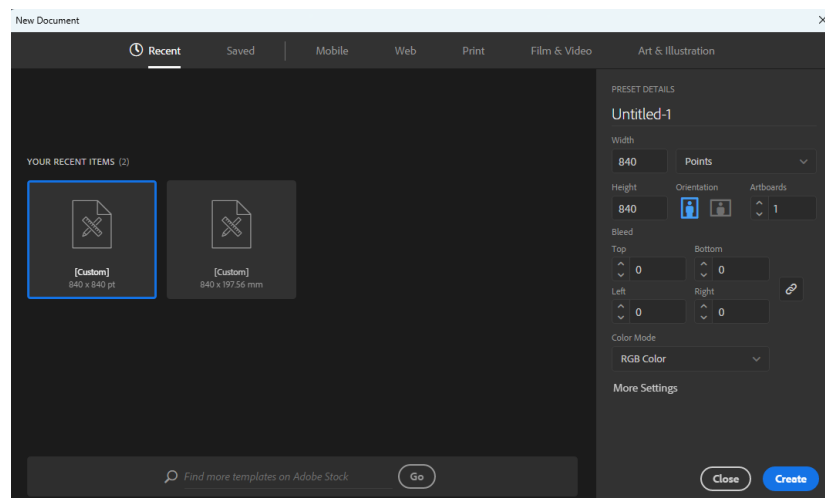 New Document
Recent Saved Mobile Web Print Film & Video Art & Illustration
YOUR RECENT ITEMS (2)
[Custom]
840 x 840 pt
[Custom]
840 x 197.56 mm
Find more templates on Adobe Stock
Go
PRESET DETAILS
Untitled-1
Width
840 Points
Height Orientation Artboards
840 1
Bleed
Top Bottom
0 0
Left Right
0 0
Color Mode
RGB Color
More Settings
Close Create